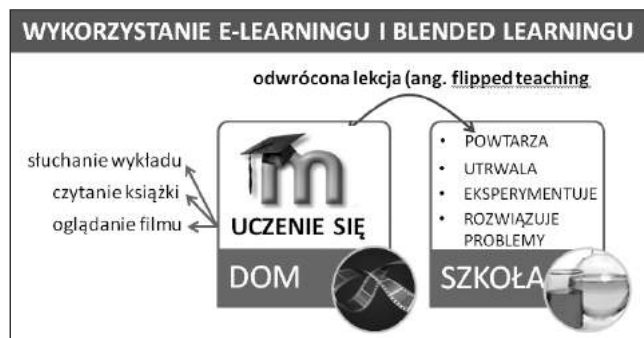 WYKORZYSTANIE E-LEARNINGU I BLENDED LEARNINGU
odwrócona lekcja (ang. flipped teaching
słuchanie wykładu
czytanie książki
oglądanie filmu
m
UCZENIE SIĘ
DOM
• POWTARZA
• UTRWALA
• EKSPERYMENTUJE
• ROZWIĄZUJE
PROBLEMY
SZKOŁA